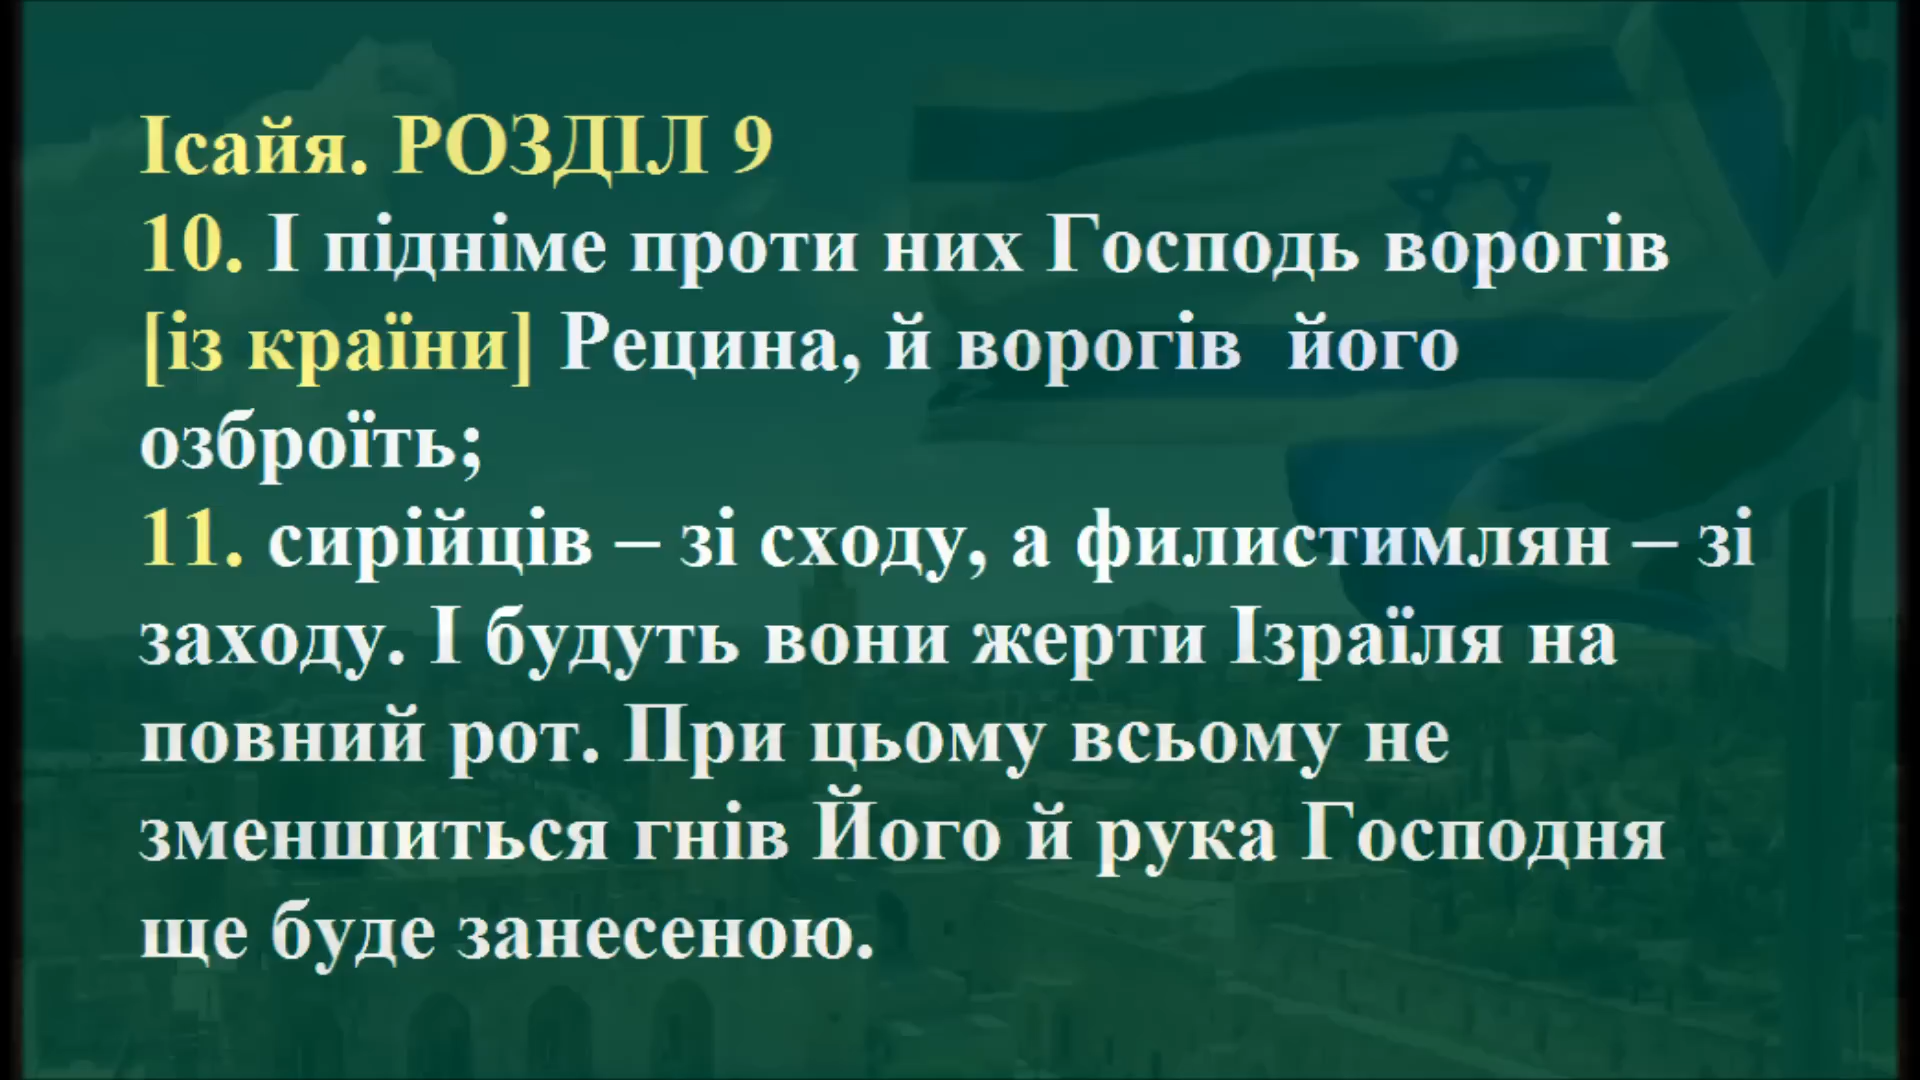 Ісайя. РОЗДІЛ 9
10. І підніме проти них Господь ворогів
[із країни] Рецина, й ворогів його
озброїть;
11. сирійців – зі сходу, а филистимлян – зі
заходу. І будуть вони жерти Ізраїля на
повний рот. При цьому всьому не
зменшиться гнів Його й рука Господня
ще буде занесеною.